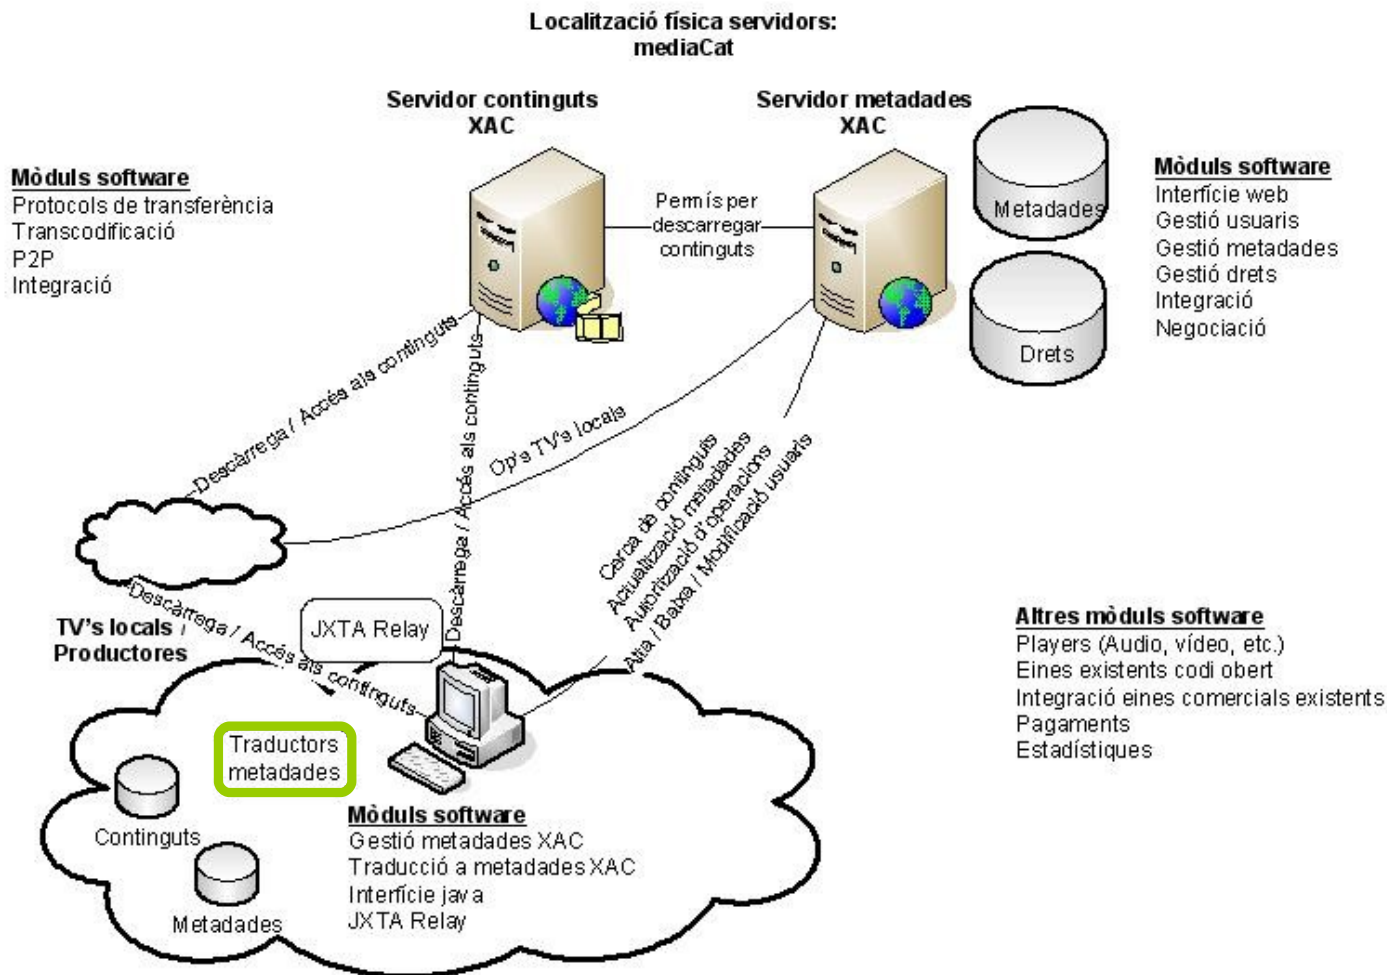 Localització física servidors:
mediaCat
Servidor continguts
XAC
Servidor metadades
XAC
Mòduls software
Protocols de transferència
Transcodificació
P2P
Integració
Permís per
descarregar
continguts
Metadades
Drets
Mòduls software
Interfície web
Gestió usuaris
Gestió metadades
Gestió drets
Integració
Negociació
Descàrrega / Accés als continguts
Descàrrega / Accés als continguts
Op's TV's locals
Cerca de continguts
Actualització metadades
Autorització d'operacions
Alta / Baixa / Modificació usuaris
Descàrrega / Accés als continguts
TV's locals /
Productores
JXTA Relay
Traductors
metadades
Continguts
Metadades
Mòduls software
Gestió metadades XAC
Traducció a metadades XAC
Interfície java
JXTA Relay
Altres mòduls software
Players (Audio, vídeo, etc.)
Eines existents codi obert
Integració eines comercials existents
Pagaments
Estadístiques